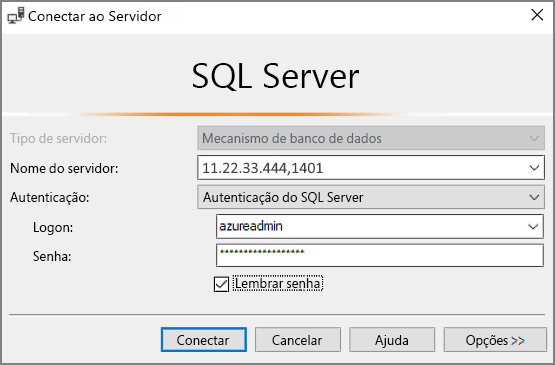 Conectar ao Servidor
SQL Server
Tipo de servidor: Mecanismo de banco de dados
Nome do servidor: 11.22.33.444,1401
Autenticação: Autenticação do SQL Server
Logon: azureadmin
Senha: ******************
Lembrar senha
Conectar Cancelar Ajuda Opções >>